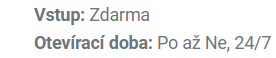 Vstup: Zdarma
Otevírací doba: Po až Ne, 24/7